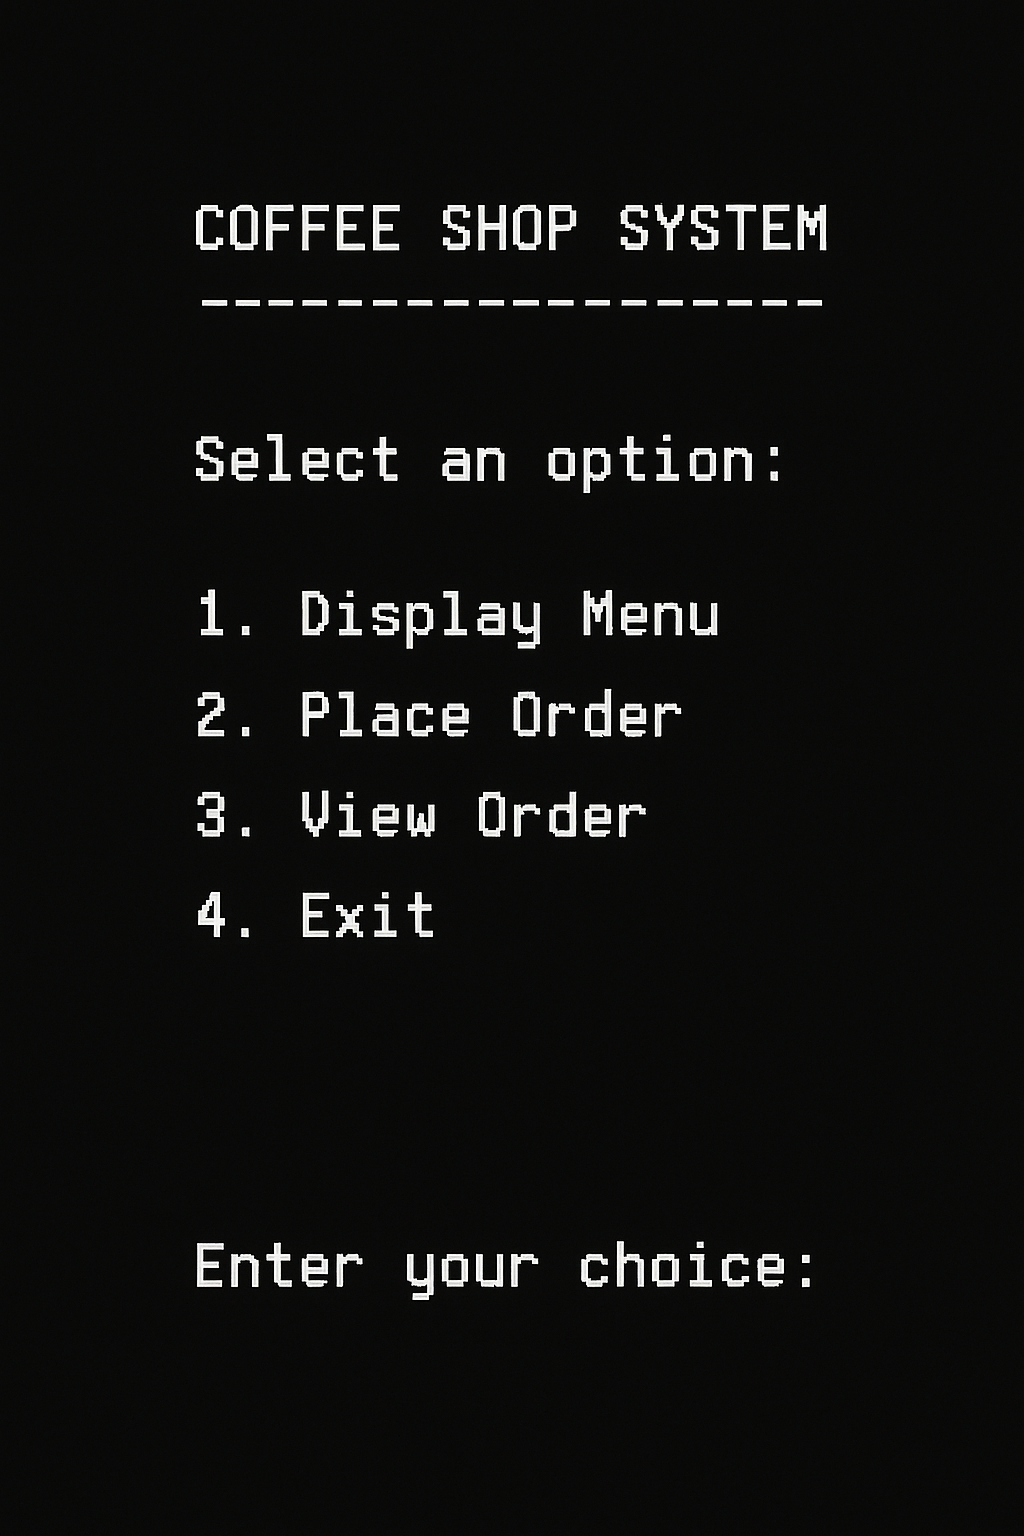 COFFEE SHOP SYSTEM
------------------
Select an option:
1. Display Menu
2. Place Order
3. View Order
4. Exit
Enter your choice: